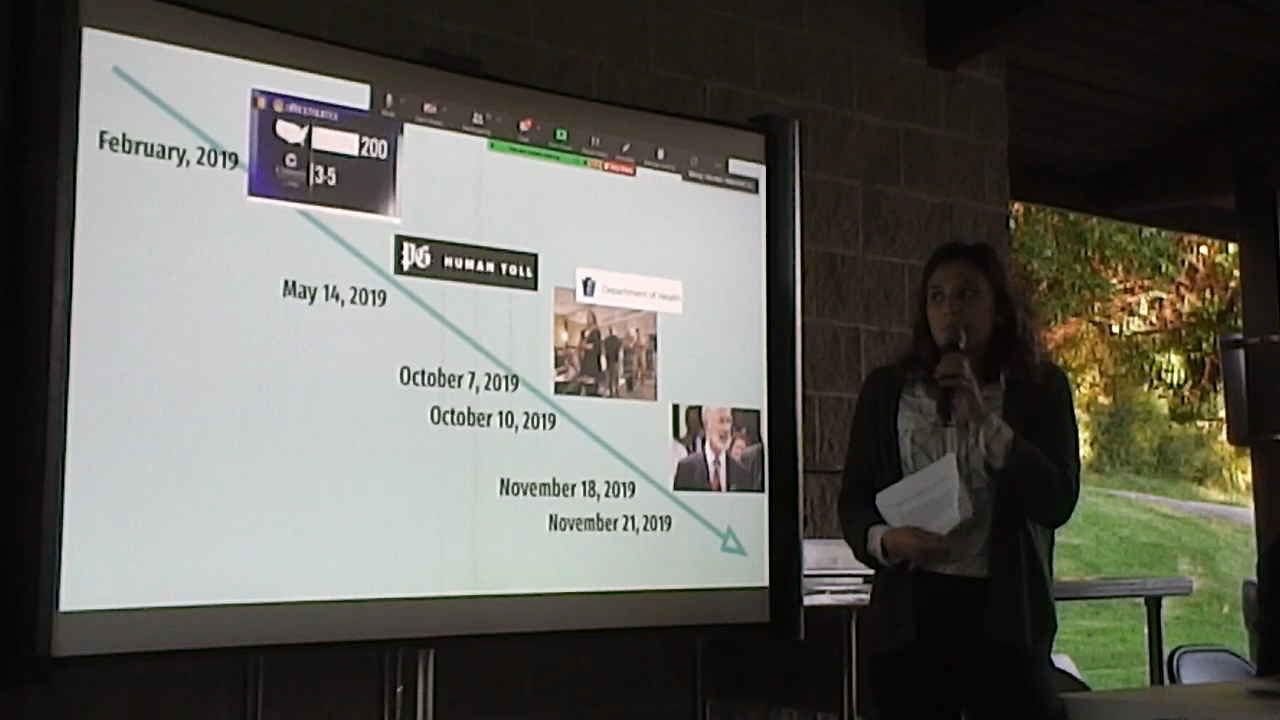 February, 2019
200
3-5
PG HUMAN TOLL
May 14, 2019
Department of Health
October 7, 2019
October 10, 2019
November 18, 2019
November 21, 2019